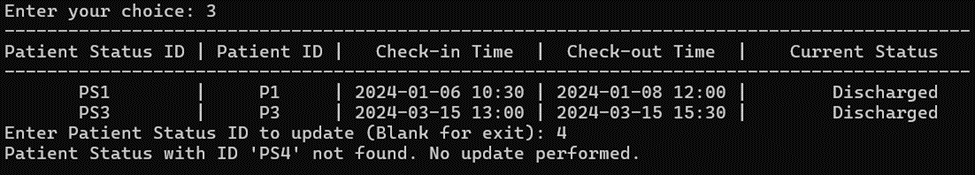 Enter your choice: 3
--------------------------------------------------------------------------------------------
Patient Status ID | Patient ID |   Check-in Time  |  Check-out Time  |    Current Status
--------------------------------------------------------------------------------------------
       PS1        |     P1     | 2024-01-06 10:30 | 2024-01-08 12:00 |        Discharged
       PS3        |     P3     | 2024-03-15 13:00 | 2024-03-15 15:30 |        Discharged
Enter Patient Status ID to update (Blank for exit): 4
Patient Status with ID 'PS4' not found. No update performed.